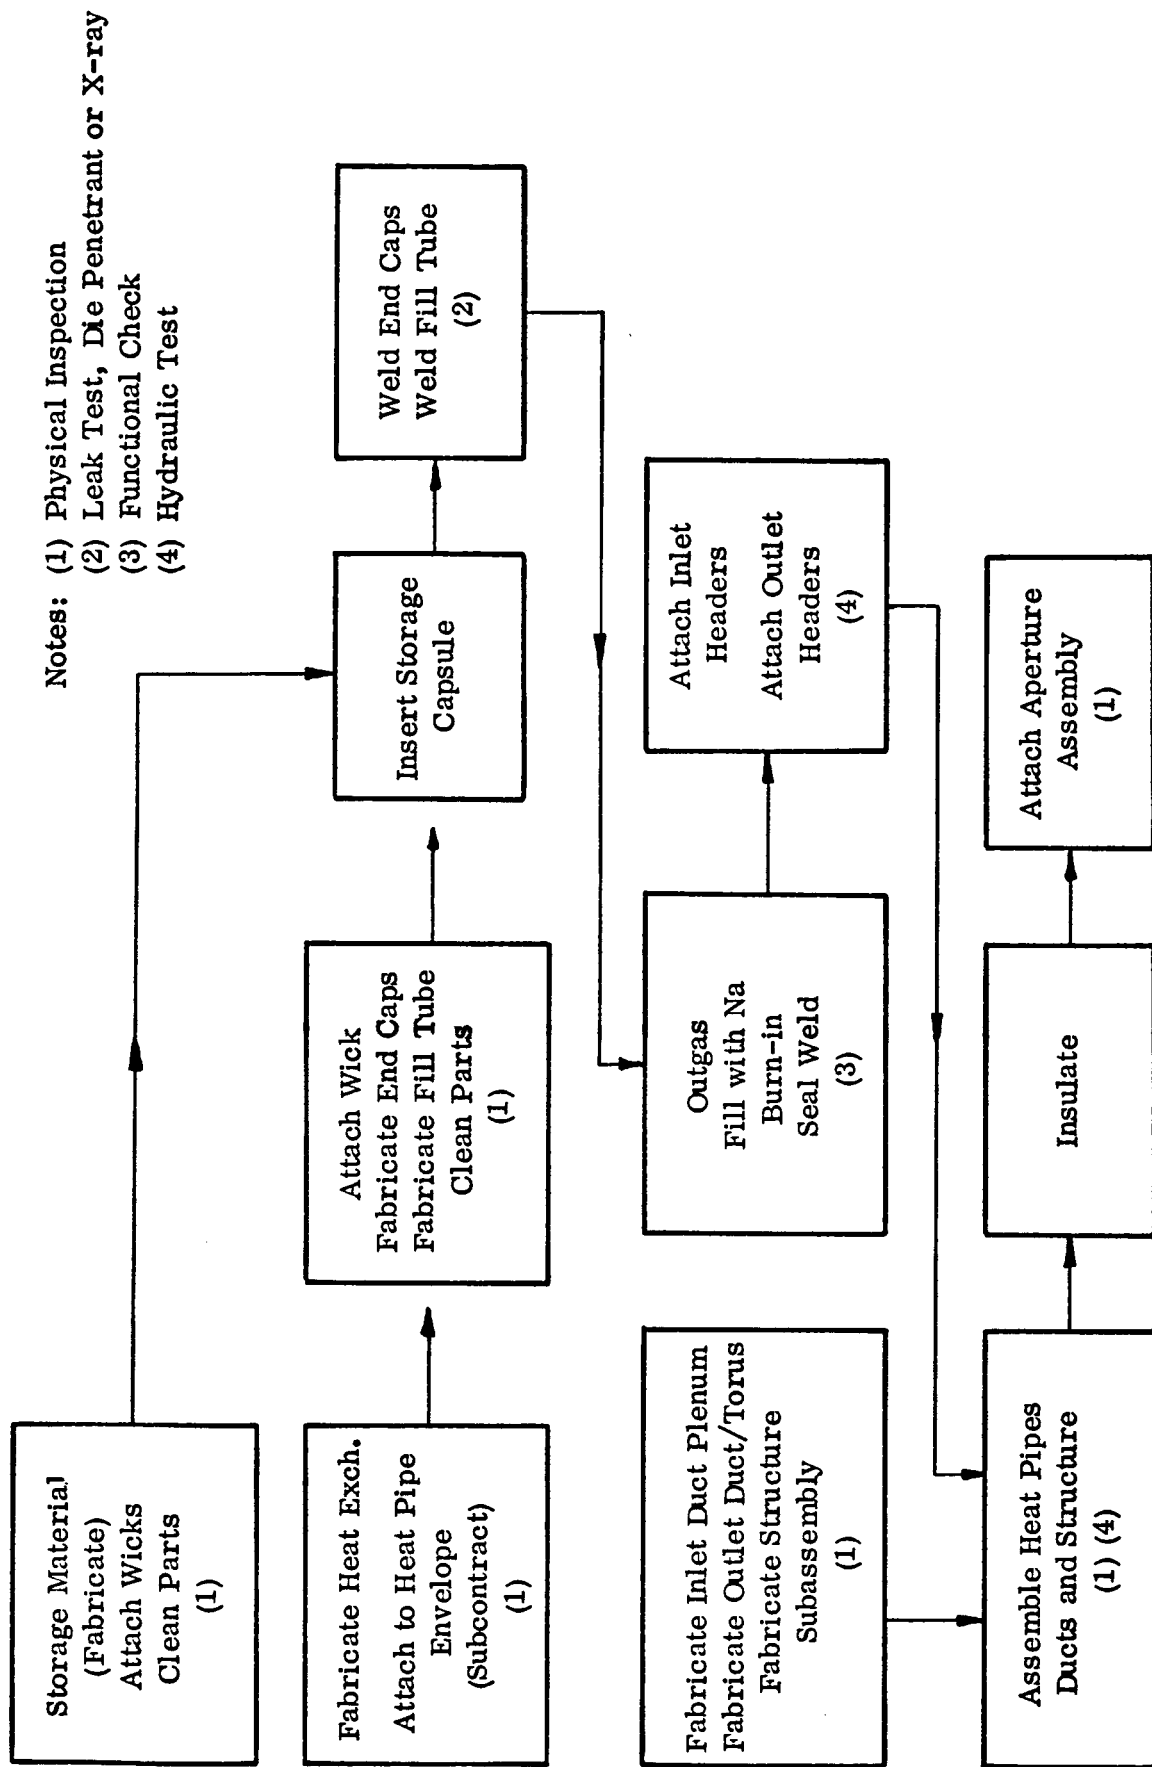 Notes: (1) Physical Inspection
(2) Leak Test, Die Penetrant or X-ray
(3) Functional Check
(4) Hydraulic Test
Storage Material
(Fabricate)
Attach Wicks
Clean Parts
(1)
Fabricate Heat Exch.
Attach to Heat Pipe
Envelope
(Subcontract)
(1)
Attach Wick
Fabricate End Caps
Fabricate Fill Tube
Clean Parts
(1)
Insert Storage
Capsule
Weld End Caps
Weld Fill Tube
(2)
Fabricate Inlet Duct Plenum
Fabricate Outlet Duct/Torus
Fabricate Structure
Subassembly
(1)
Outgas
Fill with Na
Burn-in
Seal Weld
(3)
Attach Inlet
Headers
Attach Outlet
Headers
(4)
Assemble Heat Pipes
Ducts and Structure
(1) (4)
Insulate
Attach Aperture
Assembly
(1)